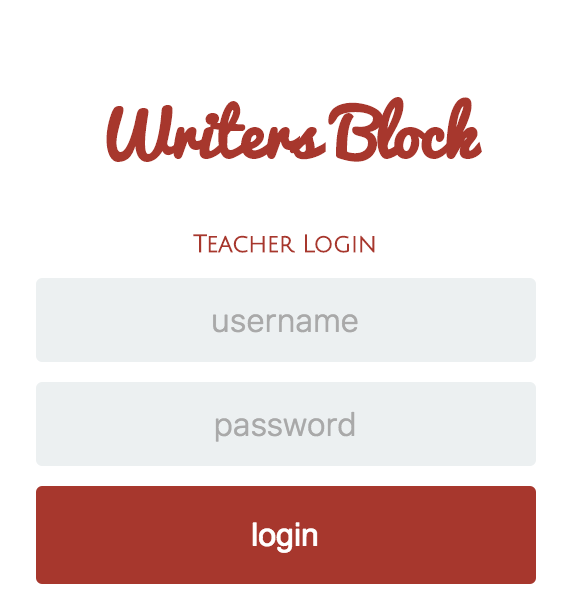 Writers Block
Teacher Login
username
password
login